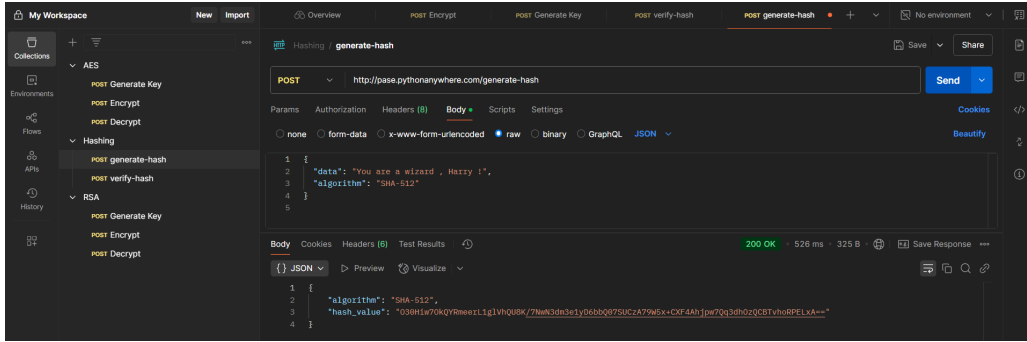 My Workspace
New Import
Overview
POST Encrypt
POST Generate Key
POST verify-hash
POST generate-hash
No environment
Collections
Environments
Flows
APIs
History
AES
POST Generate Key
POST Encrypt
POST Decrypt
Hashing
POST generate-hash
POST verify-hash
RSA
POST Generate Key
POST Encrypt
POST Decrypt
HTTP Hashing / generate-hash
Save Share
POST http://pase.pythonanywhere.com/generate-hash Send
Params Authorization Headers (8) Body Scripts Settings Cookies
none form-data x-www-form-urlencoded raw binary GraphQL JSON Beautify
1 {
2 "data": "You are a wizard , Harry !",
3 "algorithm": "SHA-512"
4 }
5
Body Cookies Headers (6) Test Results 200 OK 526 ms 325 B Save Response
{} JSON Preview Visualize
1 {
2 "algorithm": "SHA-512",
3 "hash_value":
4 }